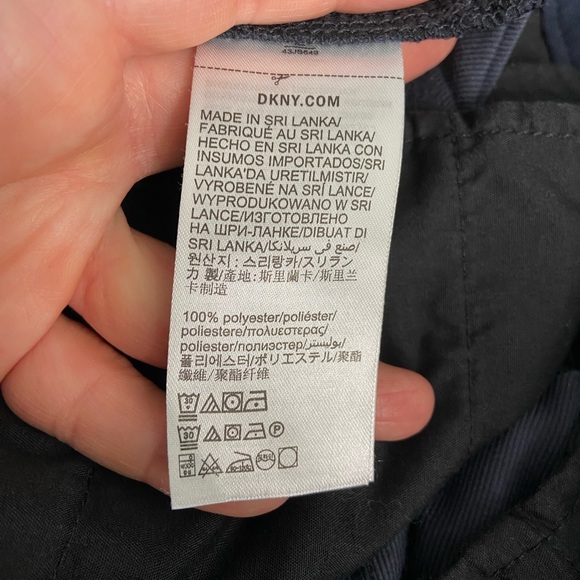 DKNY.COM
MADE IN SRI LANKA/
FABRIQUÉ AU SRI LANKA/
HECHO EN SRI LANKA CON
INSUMOS IMPORTADOS/SRI
LANKA'DA URETILMISTIR/
VYROBENÉ NA SRÍ LANCE/
WYPRODUKOWANO W SRI
LANCE/ИЗГОТОВЛЕНО
НА ШРИ-ЛАНКЕ/DIBUAT DI
SRI LANKA/صنع في سريلانكا/
원산지 : 스리랑카/スリラン
カ 製/產地: 斯里蘭卡/斯里兰
卡制造
100% polyester/poliéster/
poliestere/πολυεστερας/
poliester/полиэстер/بوليستر/
폴리에스터/ポリエステル/聚酯
纖維/聚酯纤维
30
30
P